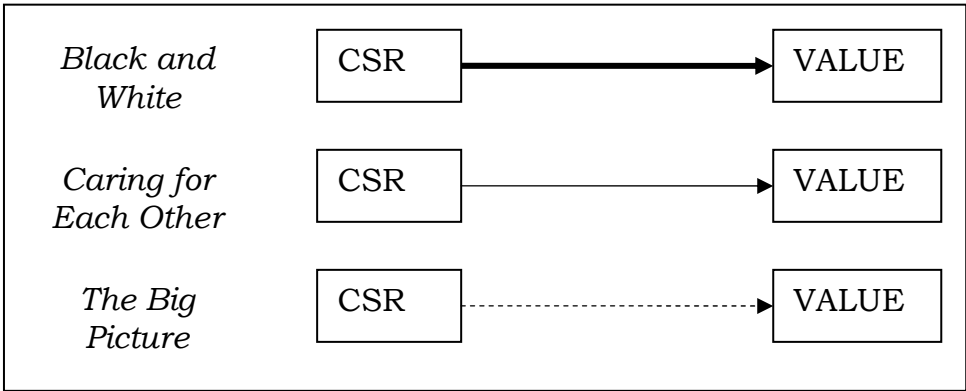 Black and
White
CSR
VALUE
Caring for
Each Other
CSR
VALUE
The Big
Picture
CSR
VALUE